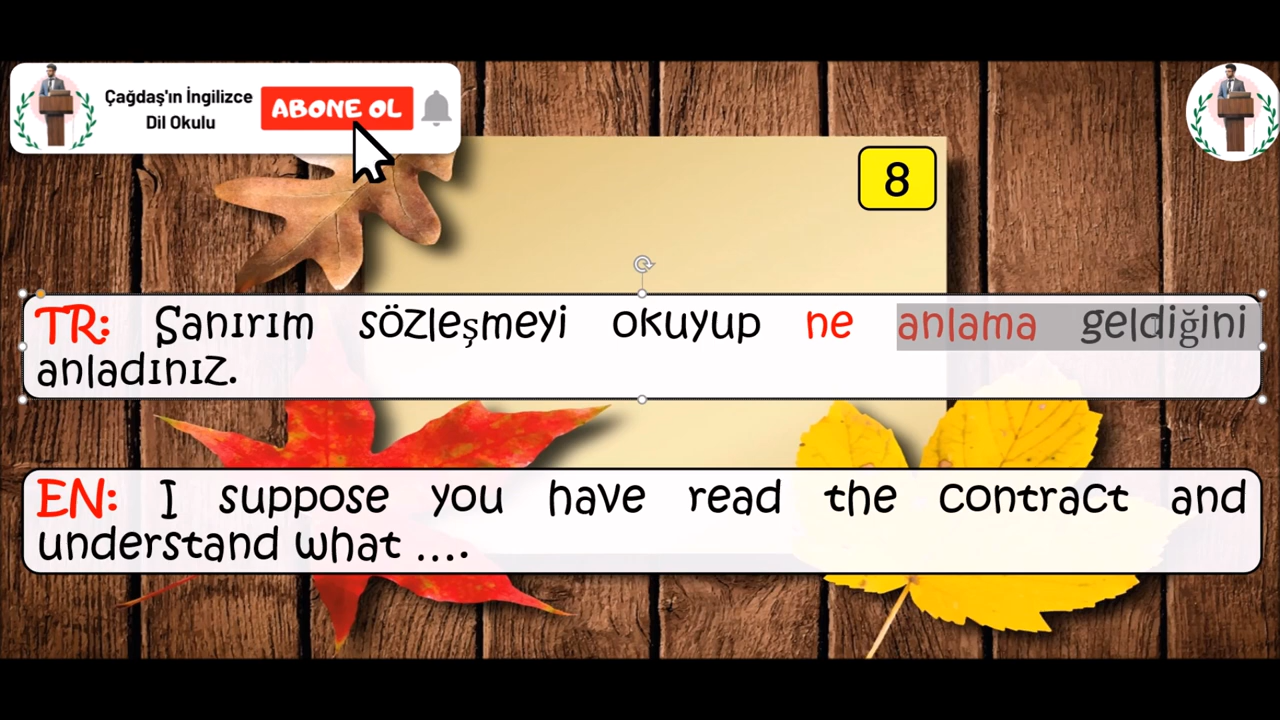 Çağdaş'ın İngilizce
Dil Okulu
ABONE OL
8
TR: Sanırım sözleşmeyi okuyup ne anlama geldiğini
anladınız.
EN: I suppose you have read the contract and
understand what ....